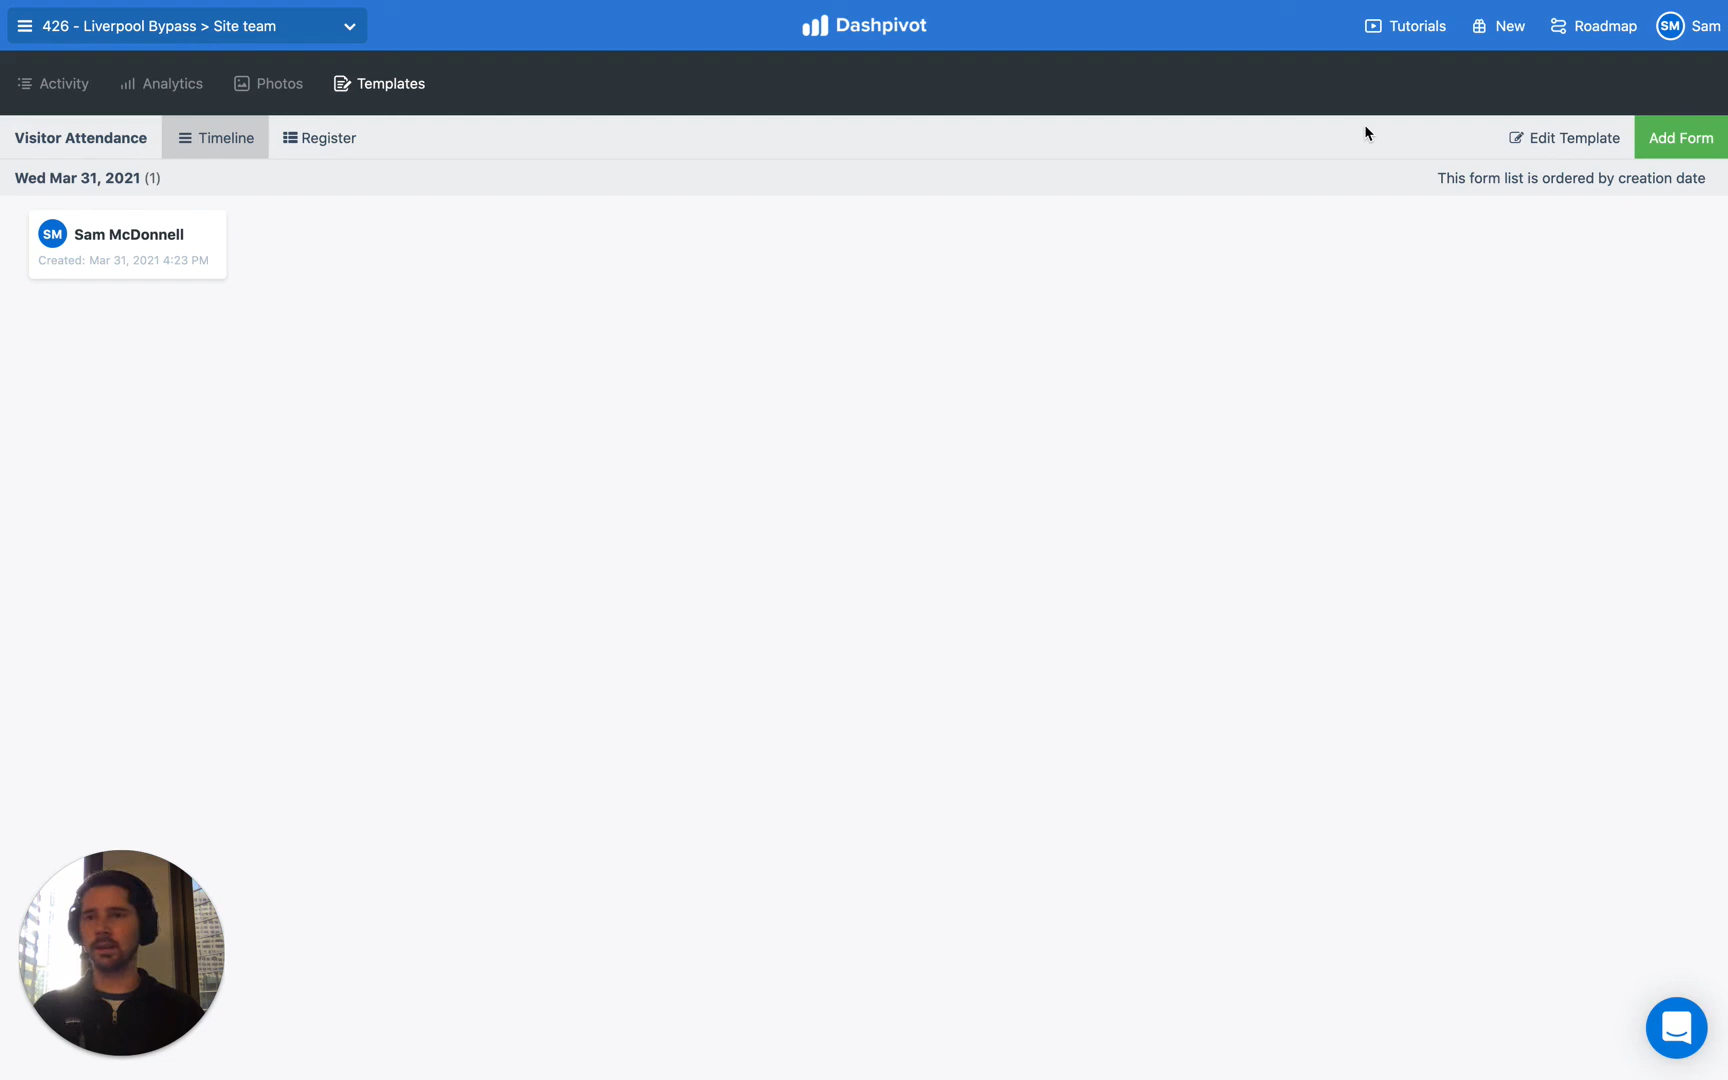 426 - Liverpool Bypass > Site team
Dashpivot
Tutorials
New
Roadmap
SM
Sam
Activity
Analytics
Photos
Templates
Visitor Attendance
Timeline
Register
Edit Template
Add Form
Wed Mar 31, 2021 (1)
This form list is ordered by creation date
SM
Sam McDonnell
Created: Mar 31, 2021 4:23 PM